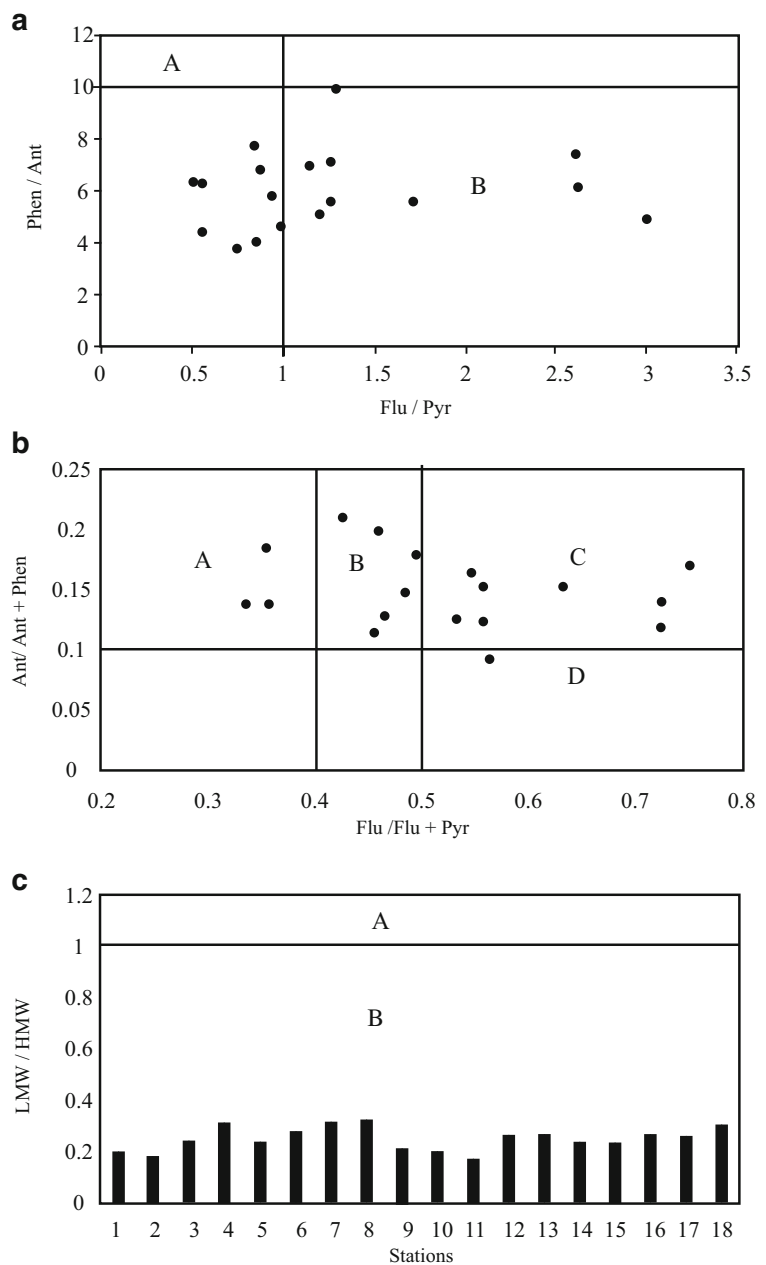 a
12
A
10
8
B
6
4
2
0
Phen / Ant
0 0.5 1 1.5 2 2.5 3 3.5
Flu / Pyr
b
0.25
0.2
A B C
0.15
0.1
D
0.05
0
Ant/ Ant + Phen
0.2 0.3 0.4 0.5 0.6 0.7 0.8
Flu /Flu + Pyr
c
1.2
A
1
0.8
B
0.6
0.4
0.2
0
LMW / HMW
1 2 3 4 5 6 7 8 9 10 11 12 13 14 15 16 17 18
Stations